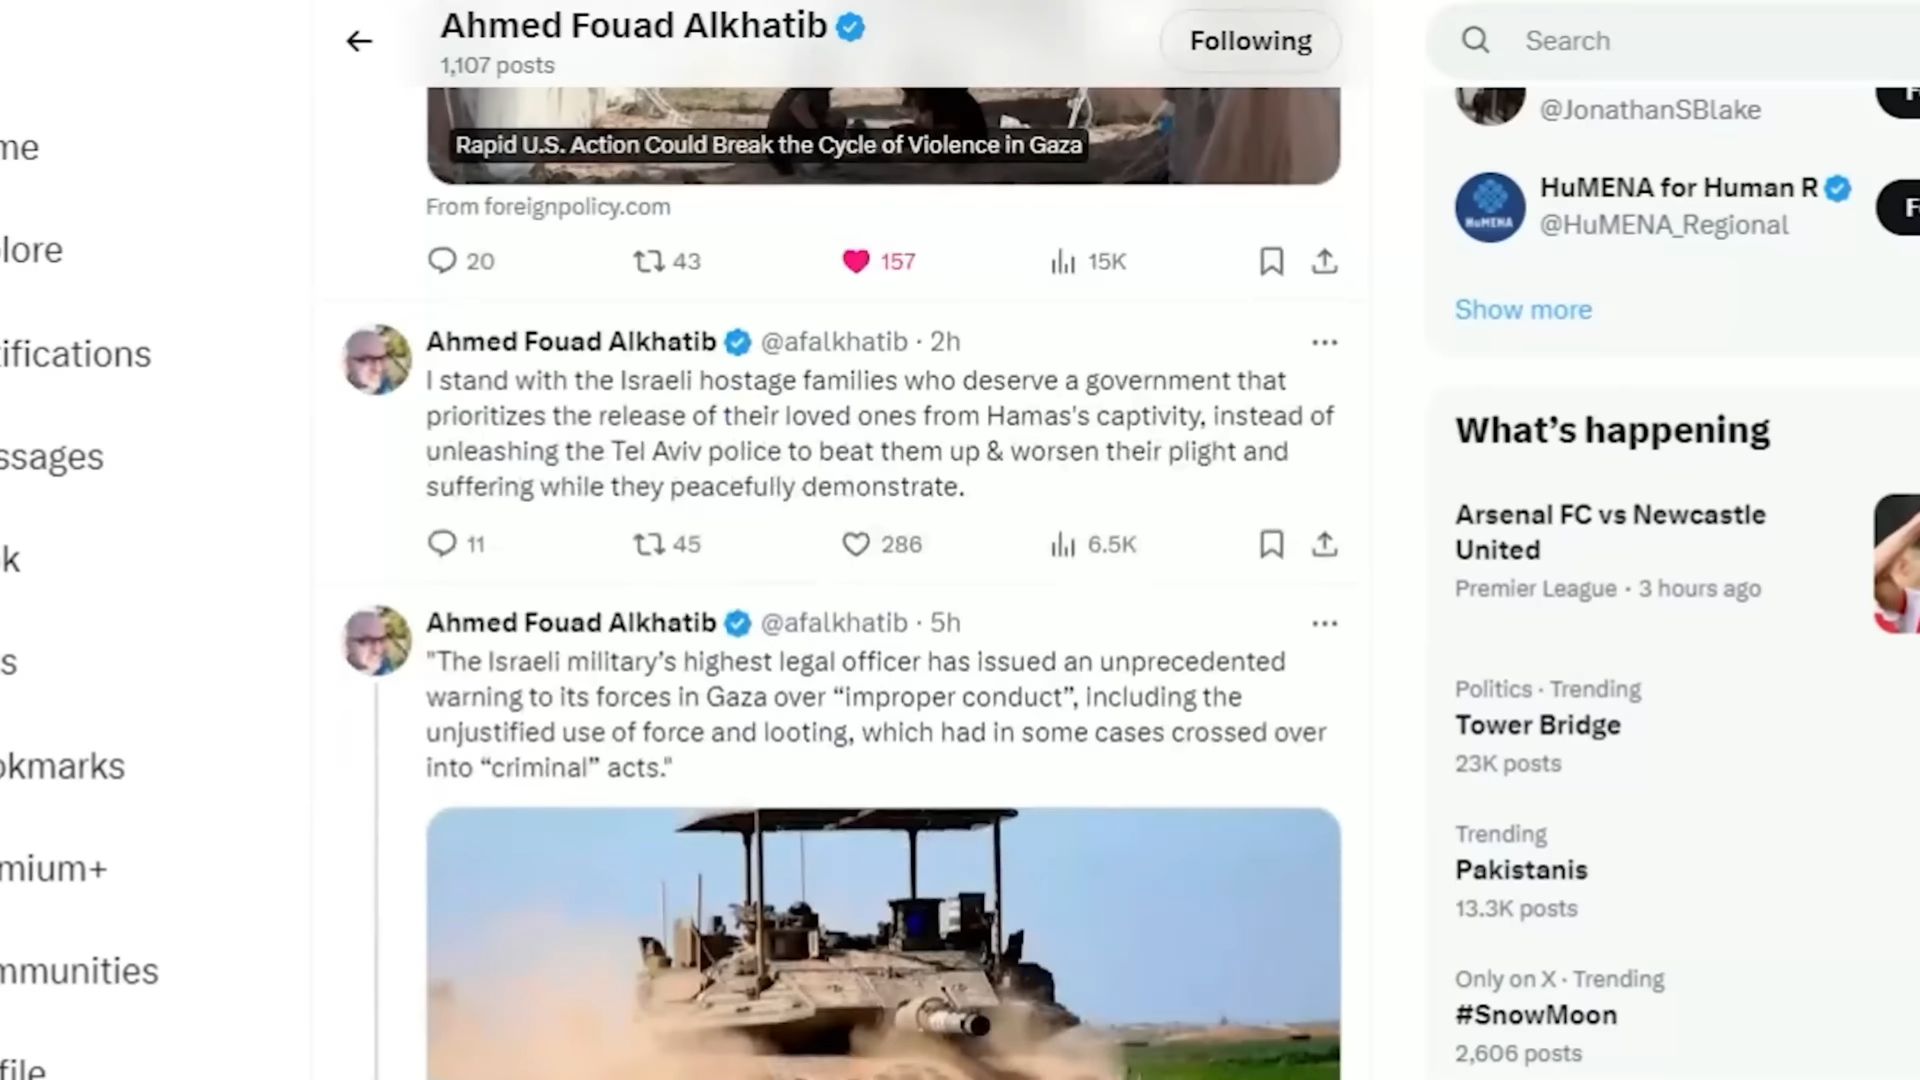 me
lore
ifications
ssages
k
s
okmarks
mium+
mmunities
file
Ahmed Fouad Alkhatib
1,107 posts
Following
Rapid U.S. Action Could Break the Cycle of Violence in Gaza
From foreignpolicy.com
20 43 157 15K
Ahmed Fouad Alkhatib @afalkhatib · 2h
I stand with the Israeli hostage families who deserve a government that
prioritizes the release of their loved ones from Hamas's captivity, instead of
unleashing the Tel Aviv police to beat them up & worsen their plight and
suffering while they peacefully demonstrate.
11 45 286 6.5K
Ahmed Fouad Alkhatib @afalkhatib · 5h
"The Israeli military’s highest legal officer has issued an unprecedented
warning to its forces in Gaza over “improper conduct”, including the
unjustified use of force and looting, which had in some cases crossed over
into “criminal” acts."
Search
@JonathanSBlake
F
HuMENA
HuMENA for Human R
@HuMENA_Regional
F
Show more
What’s happening
Arsenal FC vs Newcastle
United
Premier League · 3 hours ago
Politics · Trending
Tower Bridge
23K posts
Trending
Pakistanis
13.3K posts
Only on X · Trending
#SnowMoon
2,606 posts